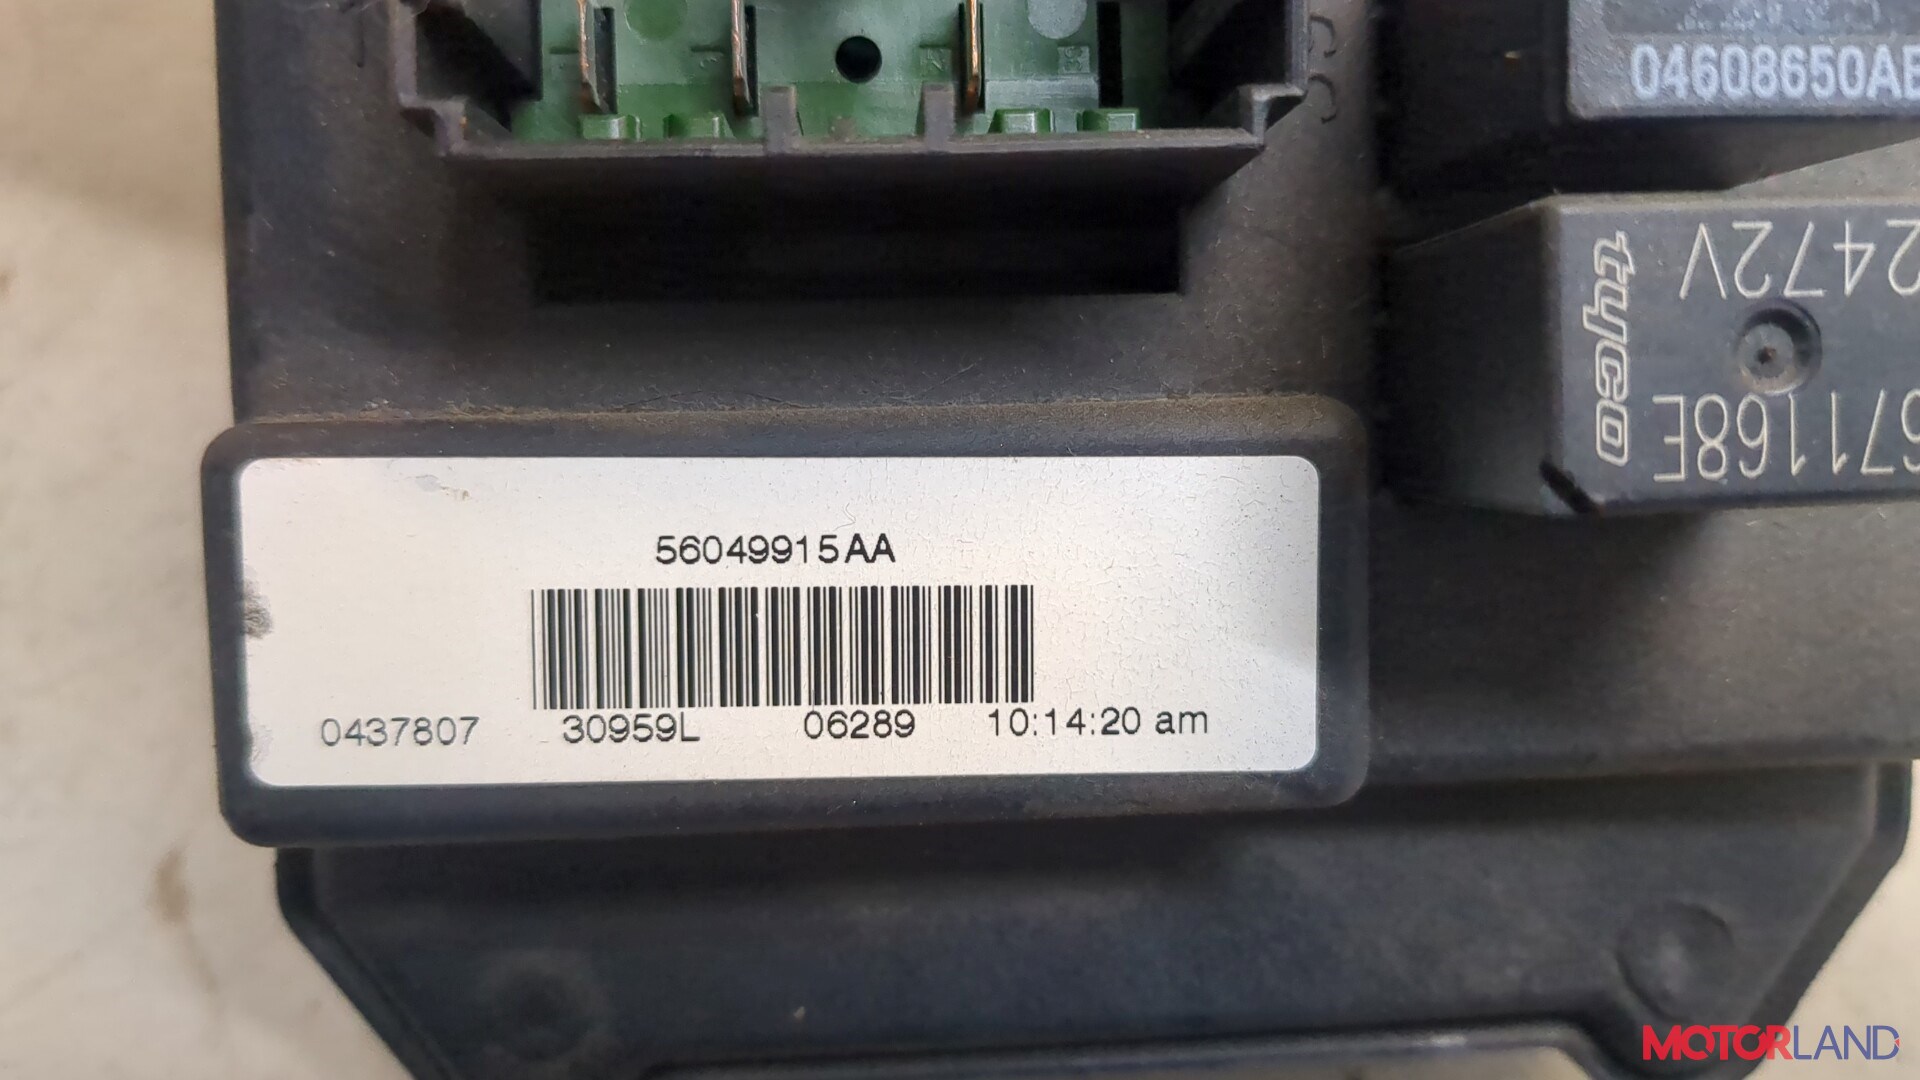 04608650AE
tyco
2472V
671168E
56049915AA
0437807 30959L 06289 10:14:20 am
MOTORLAND